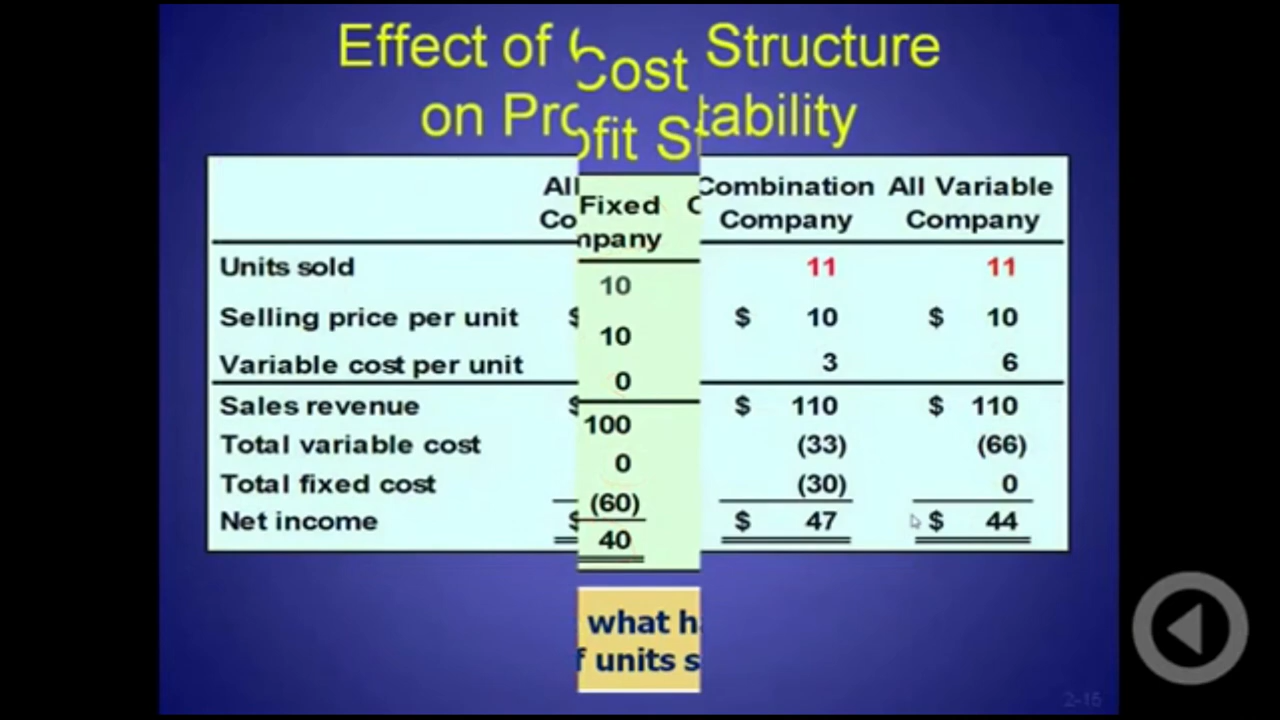 Effect of Cost Structure
on Profit Stability
All Fixed Combination All Variable
Company Company Company
Units sold 10 11 11
Selling price per unit $ 10 $ 10 $ 10
Variable cost per unit 0 3 6
Sales revenue $ 100 $ 110 $ 110
Total variable cost 0 (33) (66)
Total fixed cost (60) (30) 0
Net income $ 40 $ 47 $ 44
what
units
2-16